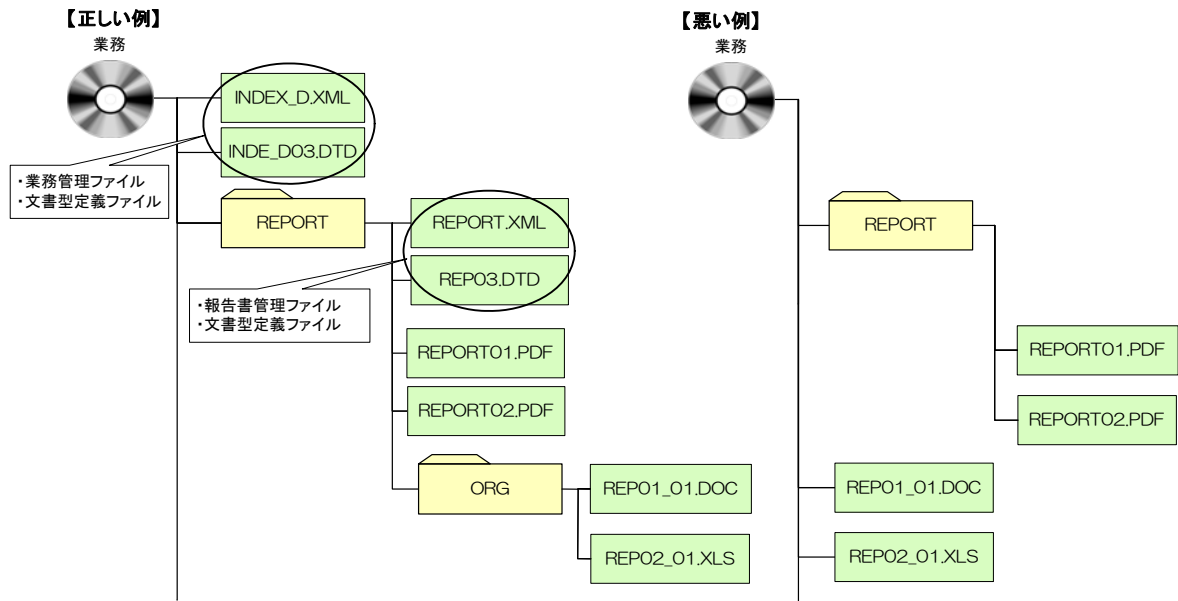 【正しい例】
業務
INDEX_D.XML
INDE_D03.DTD
・業務管理ファイル
・文書型定義ファイル
REPORT
REPORT.XML
REP03.DTD
・報告書管理ファイル
・文書型定義ファイル
REPORT01.PDF
REPORT02.PDF
ORG
REP01_01.DOC
REP02_01.XLS
【悪い例】
業務
REPORT
REPORT01.PDF
REPORT02.PDF
REP01_01.DOC
REP02_01.XLS